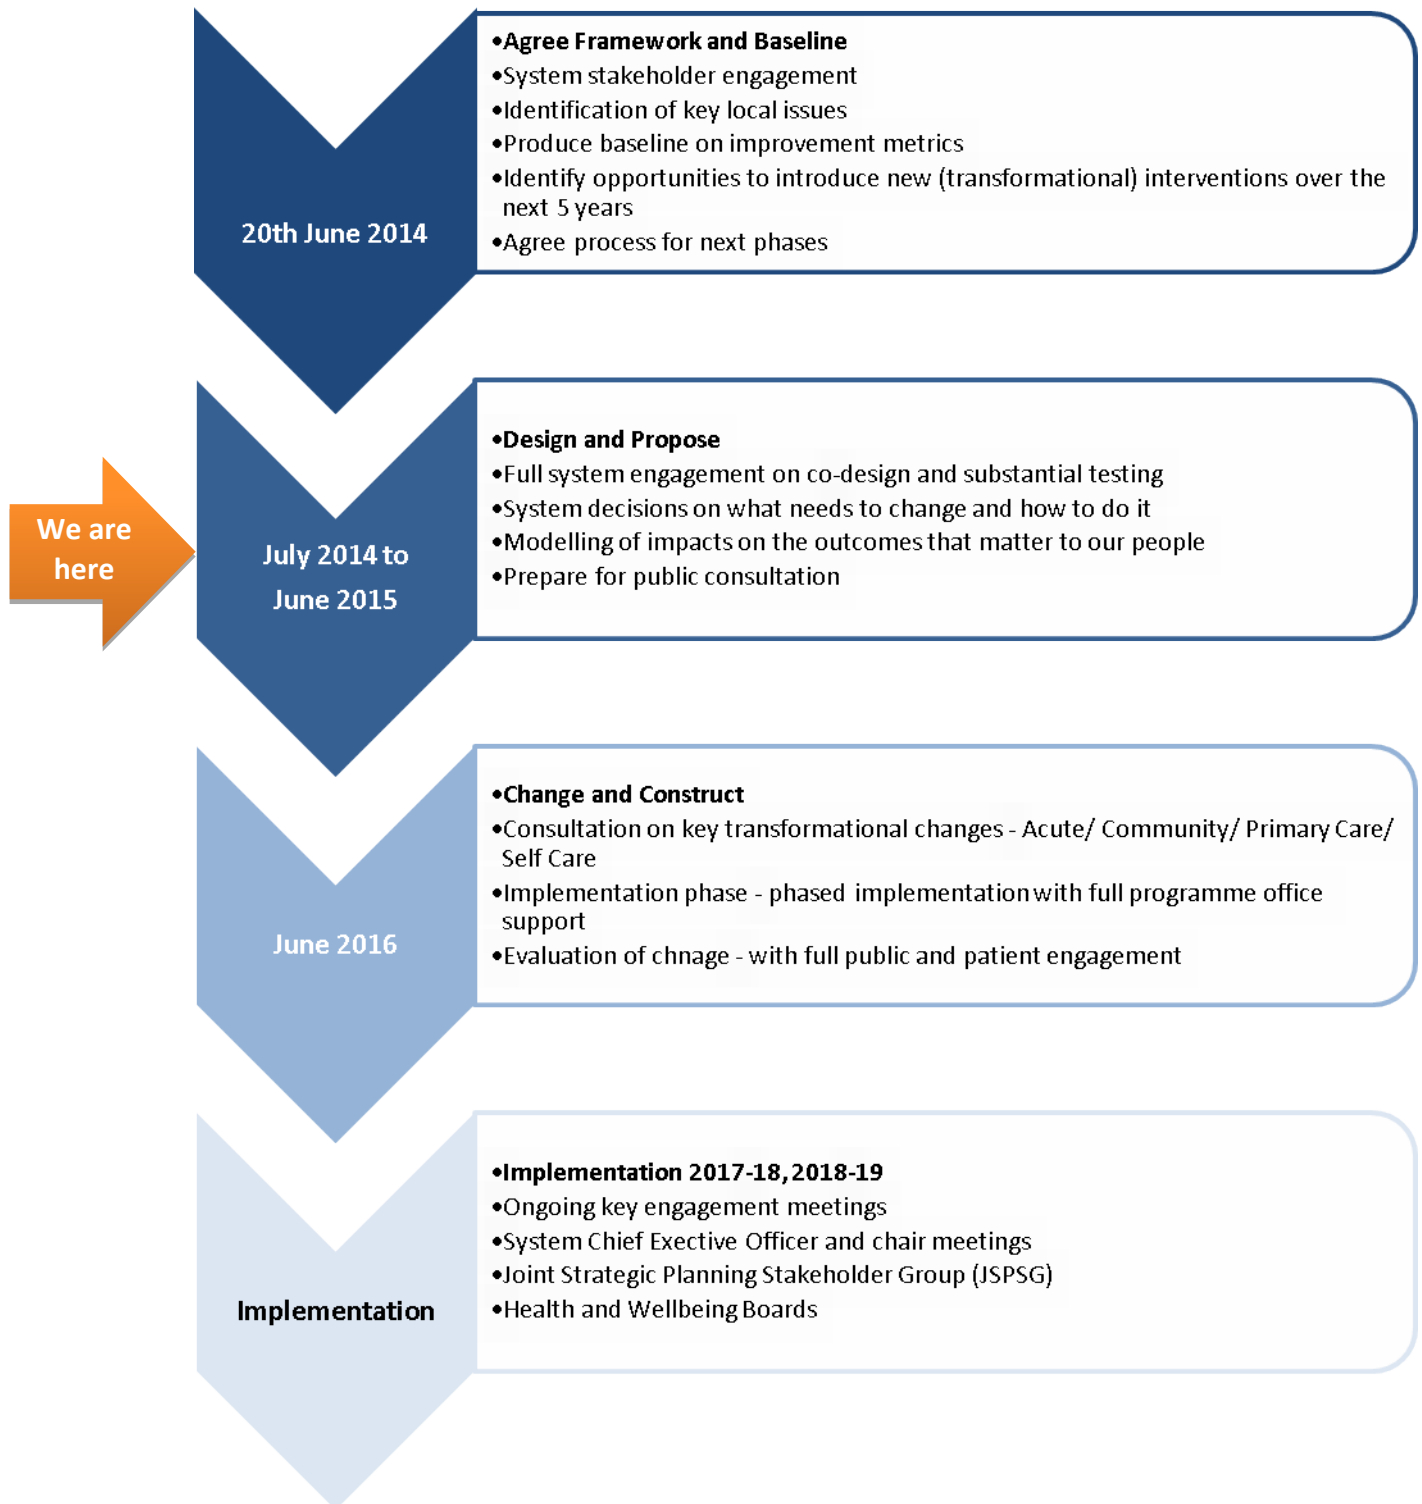 •Agree Framework and Baseline
•System stakeholder engagement
•Identification of key local issues
•Produce baseline on improvement metrics
•Identify opportunities to introduce new (transformational) interventions over the
next 5 years
•Agree process for next phases
20th June 2014
•Design and Propose
•Full system engagement on co-design and substantial testing
•System decisions on what needs to change and how to do it
•Modelling of impacts on the outcomes that matter to our people
•Prepare for public consultation
We are
here
July 2014 to
June 2015
•Change and Construct
•Consultation on key transformational changes - Acute/ Community/ Primary Care/
Self Care
•Implementation phase - phased implementation with full programme office
support
•Evaluation of chnage - with full public and patient engagement
June 2016
•Implementation 2017-18, 2018-19
•Ongoing key engagement meetings
•System Chief Exective Officer and chair meetings
•Joint Strategic Planning Stakeholder Group (JSPSG)
•Health and Wellbeing Boards
Implementation